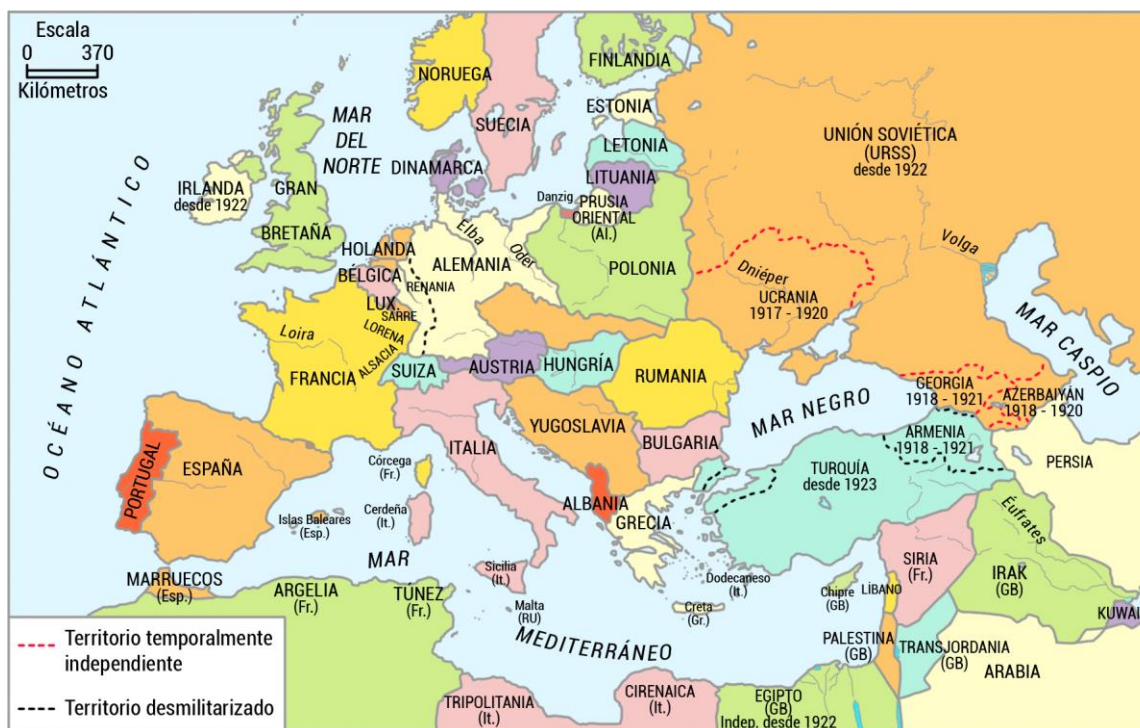 Escala
0 370
Kilómetros
OCÉANO ATLÁNTICO
MAR
DEL
NORTE
NORUEGA
SUECIA
FINLANDIA
ESTONIA
LETONIA
LITUANIA
DINAMARCA
Danzig
PRUSIA
ORIENTAL
(Al.)
UNIÓN SOVIÉTICA
(URSS)
desde 1922
IRLANDA
desde 1922
GRAN
BRETAÑA
HOLANDA
BÉLGICA
LUX.
SARRE
LORENA
ALSACIA
RENANIA
Elba
Oder
ALEMANIA
POLONIA
Volga
Dniéper
UCRANIA
1917 - 1920
Loira
FRANCIA
SUIZA
AUSTRIA
HUNGRÍA
RUMANIA
MAR CASPIO
GEORGIA
1918 - 1921
AZERBAIYÁN
1918 - 1920
ARMENIA
1918 - 1921
MAR NEGRO
YUGOSLAVIA
BULGARIA
ITALIA
PORTUGAL
ESPAÑA
Córcega
(Fr.)
Cerdeña
(It.)
Islas Baleares
(Esp.)
ALBANIA
GRECIA
TURQUÍA
desde 1923
PERSIA
Éufrates
MAR
MEDITERRÁNEO
Sicilia
(It.)
Malta
(RU)
Dodecaneso
(It.)
Creta
(Gr.)
Chipre
(GB)
LÍBANO
SIRIA
(Fr.)
IRAK
(GB)
KUWAI
MARRUECOS
(Esp.)
ARGELIA
(Fr.)
TÚNEZ
(Fr.)
PALESTINA
(GB)
TRANSJORDANIA
(GB)
ARABIA
TRIPOLITANIA
(It.)
CIRENAICA
(It.)
EGIPTO
(GB)
Indep. desde 1922
Territorio temporalmente
independiente
Territorio desmilitarizado